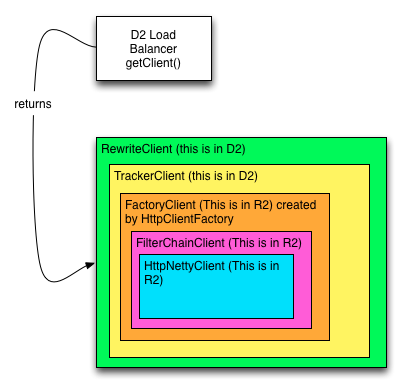 D2 Load
Balancer
getClient()
returns
RewriteClient (this is in D2)
TrackerClient (this is in D2)
FactoryClient (This is in R2) created
by HttpClientFactory
FilterChainClient (This is in R2)
HttpNettyClient (This is in
R2)